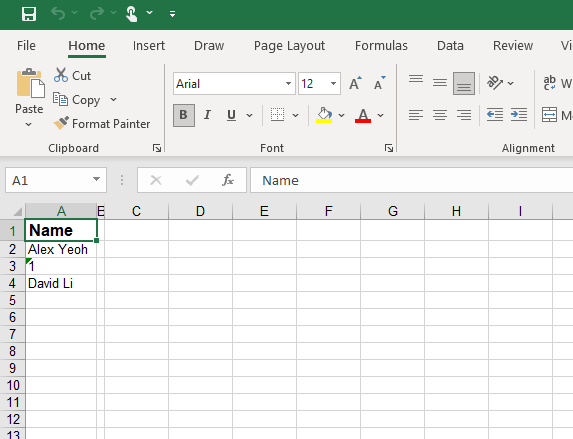 File Home Insert Draw Page Layout Formulas Data Review
Cut
Copy
Format Painter
Paste
Clipboard
Arial 12 A A
B I U A
Font
ab W
c
Alignment
A1 fx Name
A B C D E F G H I
1 Name
2 Alex Yeoh
3 1
4 David Li
5
6
7
8
9
10
11
12
13